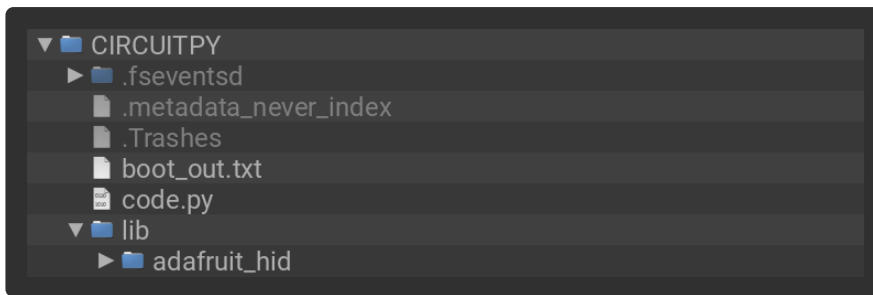 CIRCUITPY
.fseventsd
.metadata_never_index
.Trashes
boot_out.txt
code.py
lib
adafruit_hid